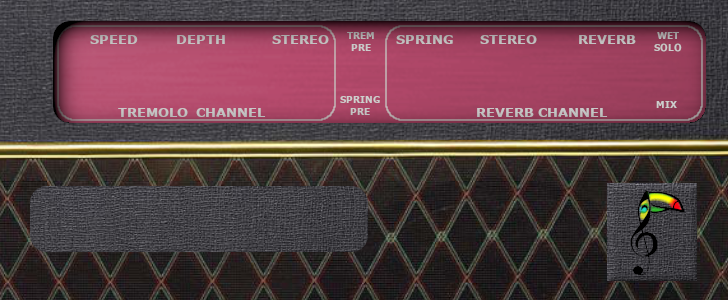 SPEED DEPTH STEREO
TREM
PRE
SPRING STEREO REVERB
WET
SOLO
TREMOLO CHANNEL
SPRING
PRE
REVERB CHANNEL
MIX